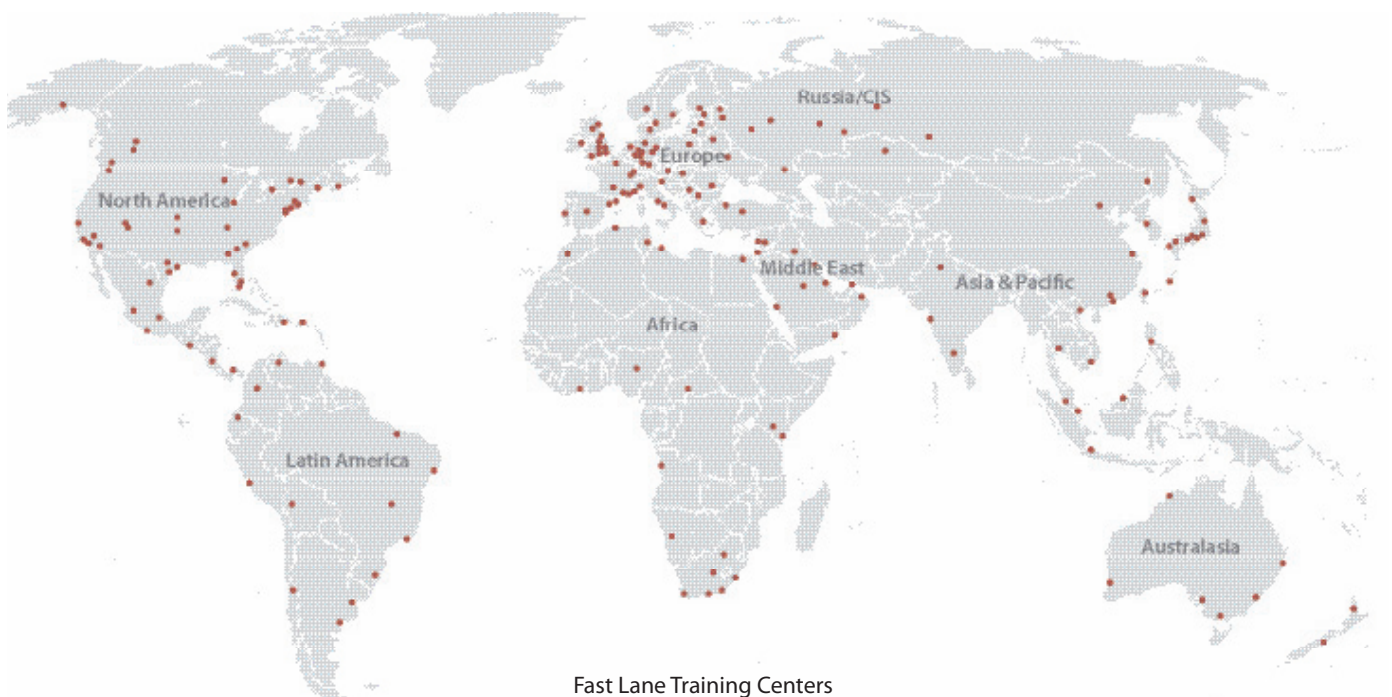 Russia/CIS
Europe
North America
Middle East
Asia & Pacific
Africa
Latin America
Australasia
Fast Lane Training Centers